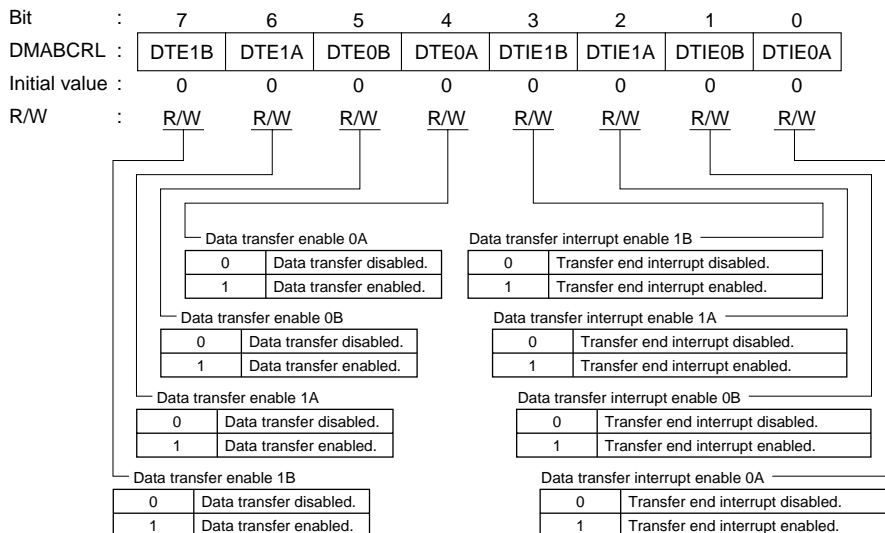 Bit : 7 6 5 4 3 2 1 0
DMABCRL : DTE1B DTE1A DTE0B DTE0A DTIE1B DTIE1A DTIE0B DTIE0A
Initial value : 0 0 0 0 0 0 0 0
R/W : R/W R/W R/W R/W R/W R/W R/W R/W
Data transfer enable 0A
0 Data transfer disabled.
1 Data transfer enabled.
Data transfer interrupt enable 1B
0 Transfer end interrupt disabled.
1 Transfer end interrupt enabled.
Data transfer enable 0B
0 Data transfer disabled.
1 Data transfer enabled.
Data transfer interrupt enable 1A
0 Transfer end interrupt disabled.
1 Transfer end interrupt enabled.
Data transfer enable 1A
0 Data transfer disabled.
1 Data transfer enabled.
Data transfer interrupt enable 0B
0 Transfer end interrupt disabled.
1 Transfer end interrupt enabled.
Data transfer enable 1B
0 Data transfer disabled.
1 Data transfer enabled.
Data transfer interrupt enable 0A
0 Transfer end interrupt disabled.
1 Transfer end interrupt enabled.